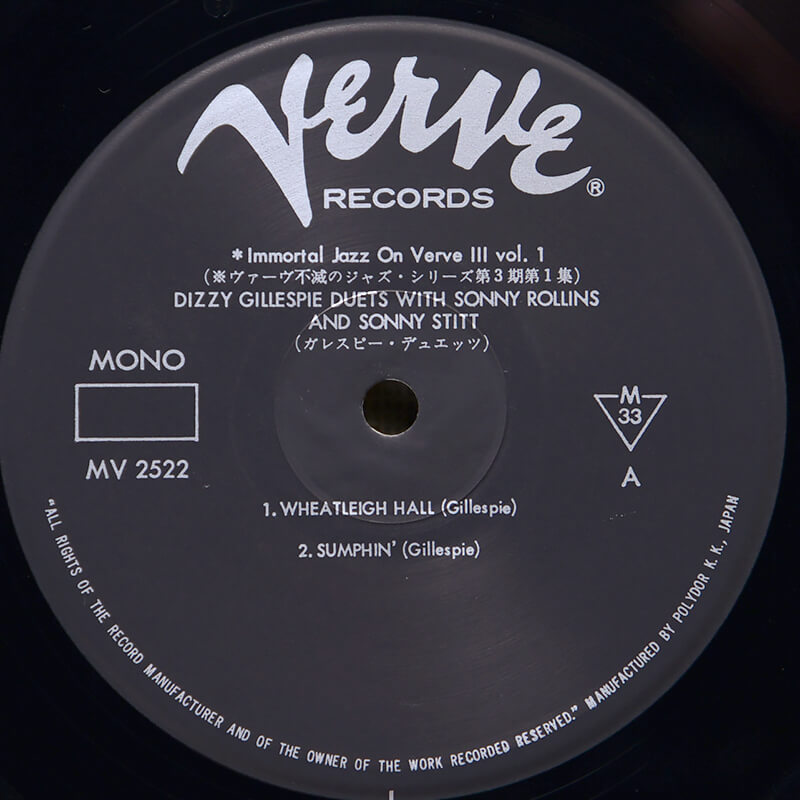 Verve
RECORDS ®
*Immortal Jazz On Verve III vol. 1
(※ヴァーヴ不滅のジャズ・シリーズ第3期第1集)
DIZZY GILLESPIE DUETS WITH SONNY ROLLINS
AND SONNY STITT
(ガレスピー・デュエッツ)
MONO
MV 2522
M
33
A
1. WHEATLEIGH HALL (Gillespie)
2. SUMPHIN' (Gillespie)
"ALL RIGHTS OF THE RECORD MANUFACTURER AND OF THE OWNER OF THE WORK RECORDED RESERVED." MANUFACTURED BY POLYDOR K. K., JAPAN